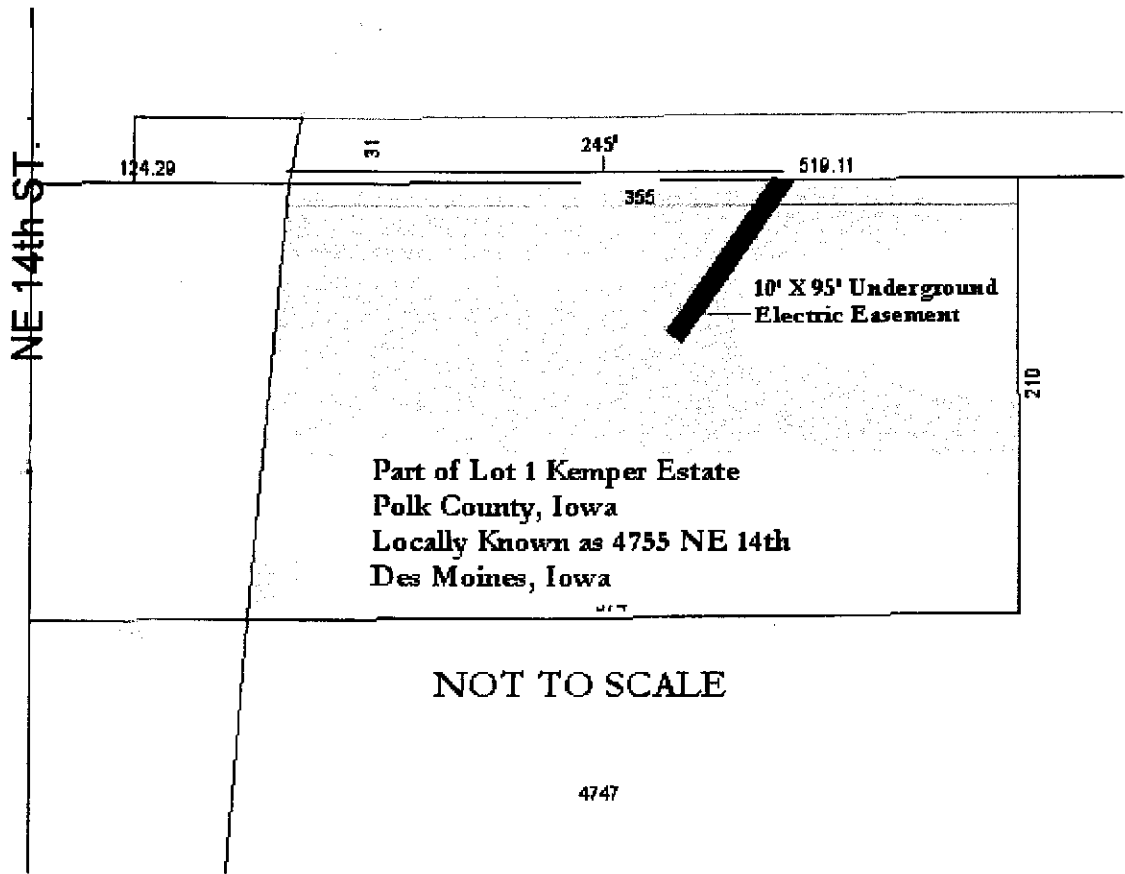 NE 14th ST.
124.29
31
245'
519.11
355
10' X 95' Underground
Electric Easement
210
Part of Lot 1 Kemper Estate
Polk County, Iowa
Locally Known as 4755 NE 14th
Des Moines, Iowa
NOT TO SCALE
4747